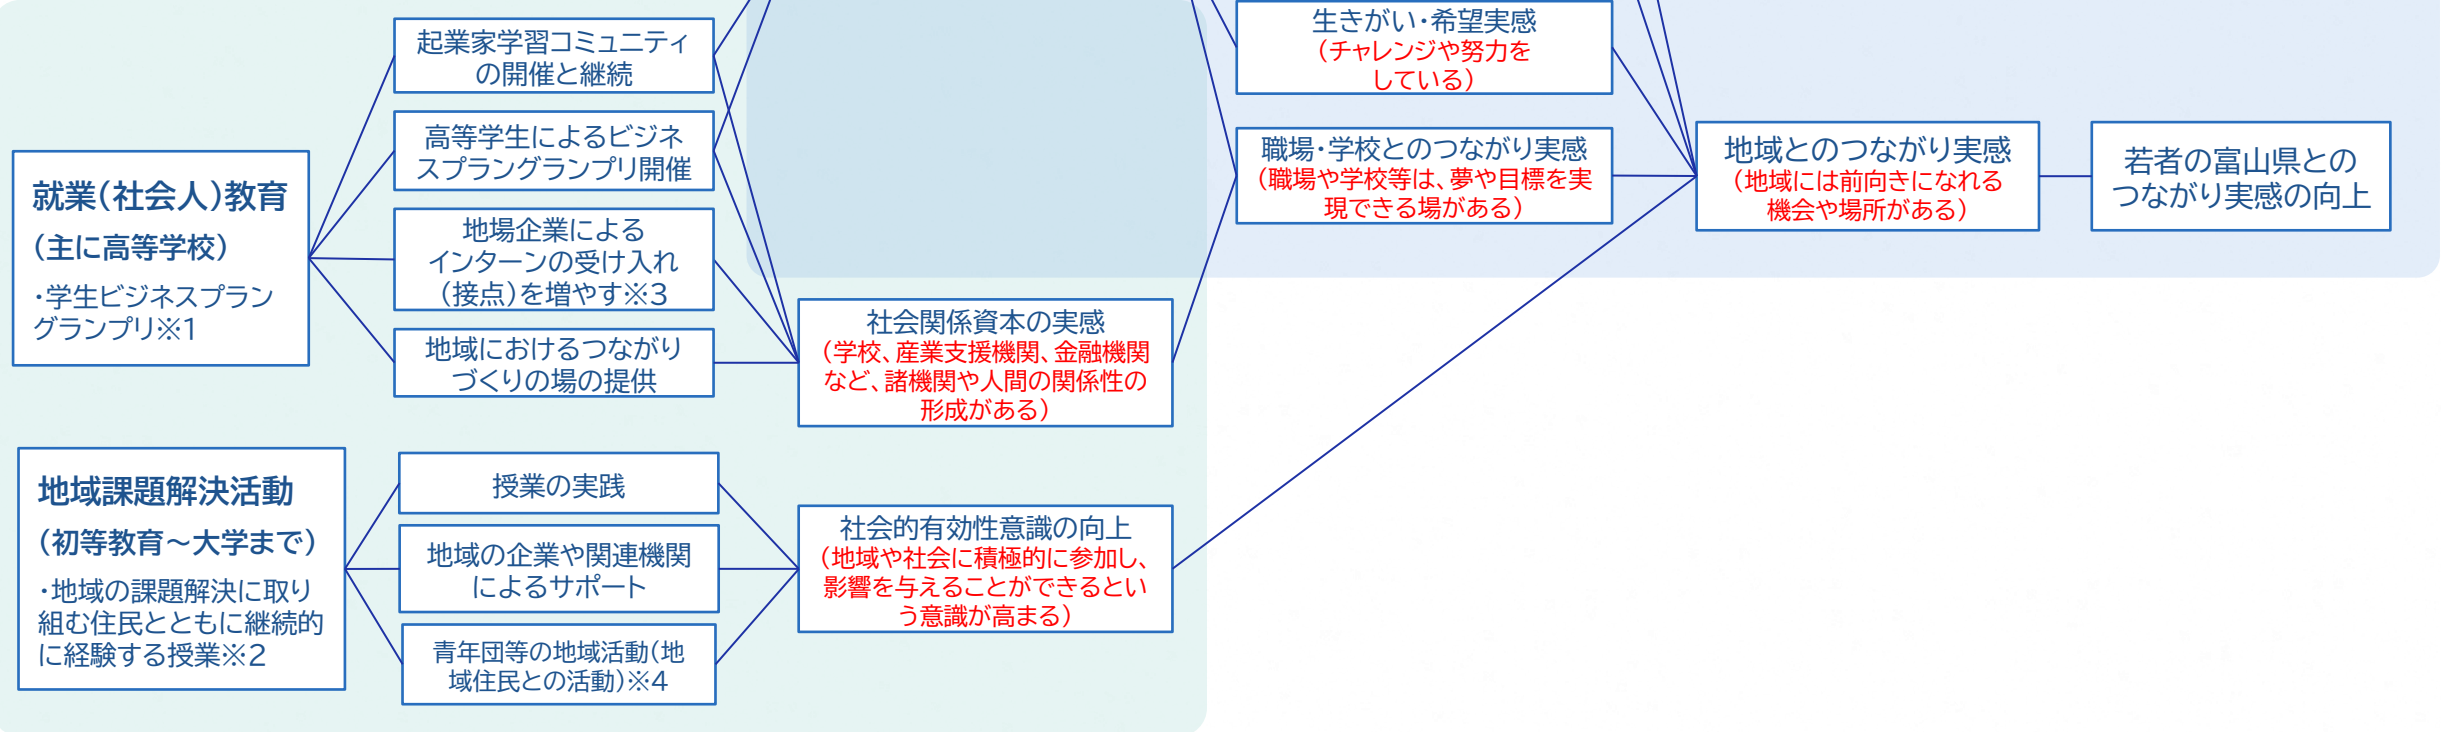 就業（社会人）教育
（主に高等学校）
・学生ビジネスプラン
グランプリ※1
起業家学習コミュニティ
の開催と継続
高等学生によるビジネ
スプラングランプリ開催
地場企業による
インターンの受け入れ
（接点）を増やす※3
地域におけるつながり
づくりの場の提供
社会関係資本の実感
（学校、産業支援機関、金融機関
など、諸機関や人間の関係性の
形成がある）
生きがい・希望実感
（チャレンジや努力を
している）
職場・学校とのつながり実感
（職場や学校等は、夢や目標を実
現できる場がある）
地域とのつながり実感
（地域には前向きになれる
機会や場所がある）
若者の富山県との
つながり実感の向上
地域課題解決活動
（初等教育～大学まで）
・地域の課題解決に取り
組む住民とともに継続的
に経験する授業※2
授業の実践
地域の企業や関連機関
によるサポート
青年団等の地域活動（地
域住民との活動）※4
社会的有効性意識の向上
（地域や社会に積極的に参加し、
影響を与えることができるとい
う意識が高まる）